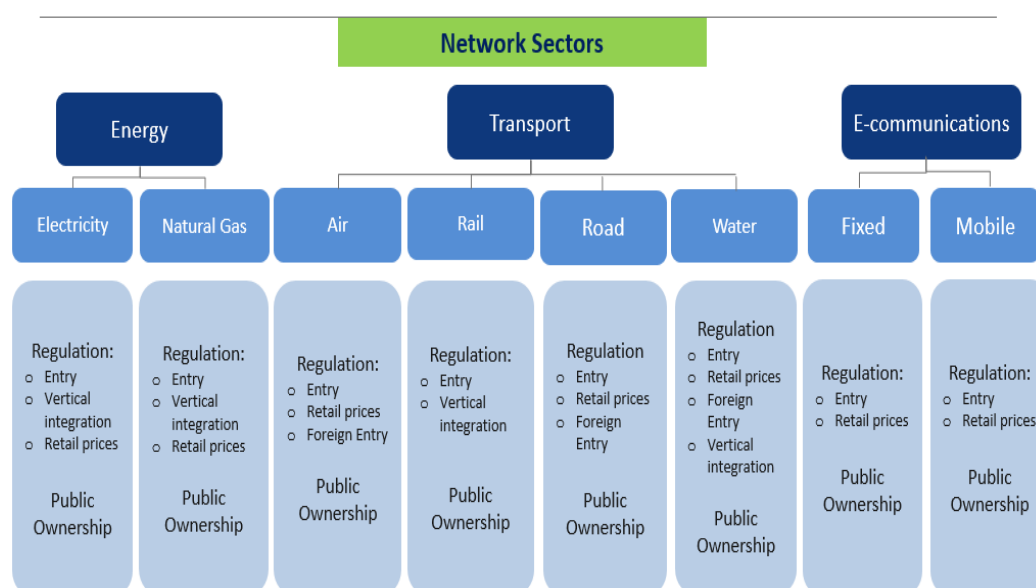 Network Sectors
Energy
Transport
E-communications
Electricity
Natural Gas
Air
Rail
Road
Water
Fixed
Mobile
Regulation:
o Entry
o Vertical
integration
o Retail prices
Public
Ownership
Regulation:
o Entry
o Vertical
integration
o Retail prices
Public
Ownership
Regulation:
o Entry
o Retail prices
o Foreign Entry
Public
Ownership
Regulation:
o Entry
o Vertical
integration
Public
Ownership
Regulation
o Entry
o Retail prices
o Foreign
Entry
Public
Ownership
Regulation
o Entry
o Retail prices
o Foreign
Entry
o Vertical
integration
Public
Ownership
Regulation:
o Entry
o Retail prices
Public
Ownership
Regulation:
o Entry
o Retail prices
Public
Ownership